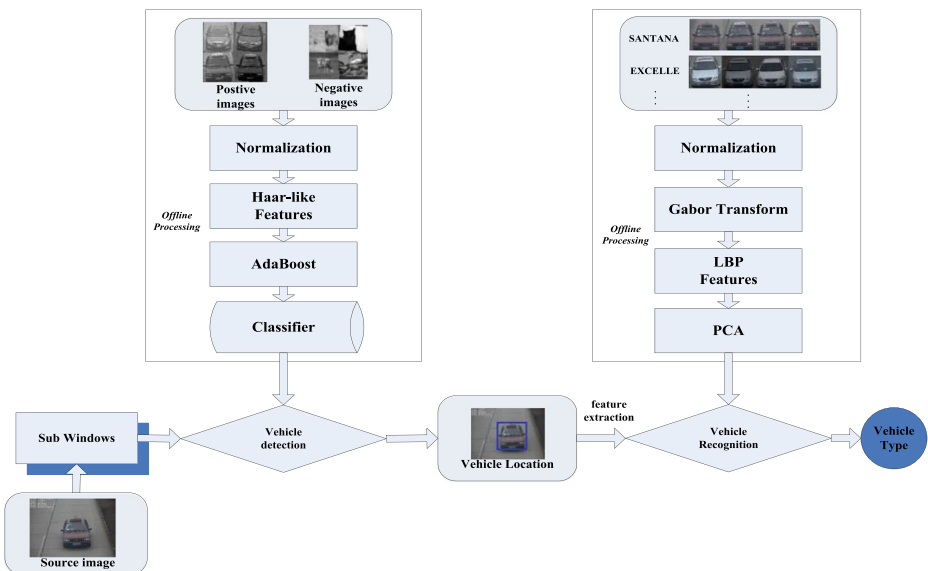 Postive
images
Negative
images
Normalization
Haar-like
Features
Offline
Processing
AdaBoost
Classifier
SANTANA
EXCELLE
Normalization
Gabor Transform
Offline
Processing
LBP
Features
PCA
Sub Windows
Vehicle
detection
Vehicle Location
feature
extraction
Vehicle
Recognition
Vehicle
Type
Source image